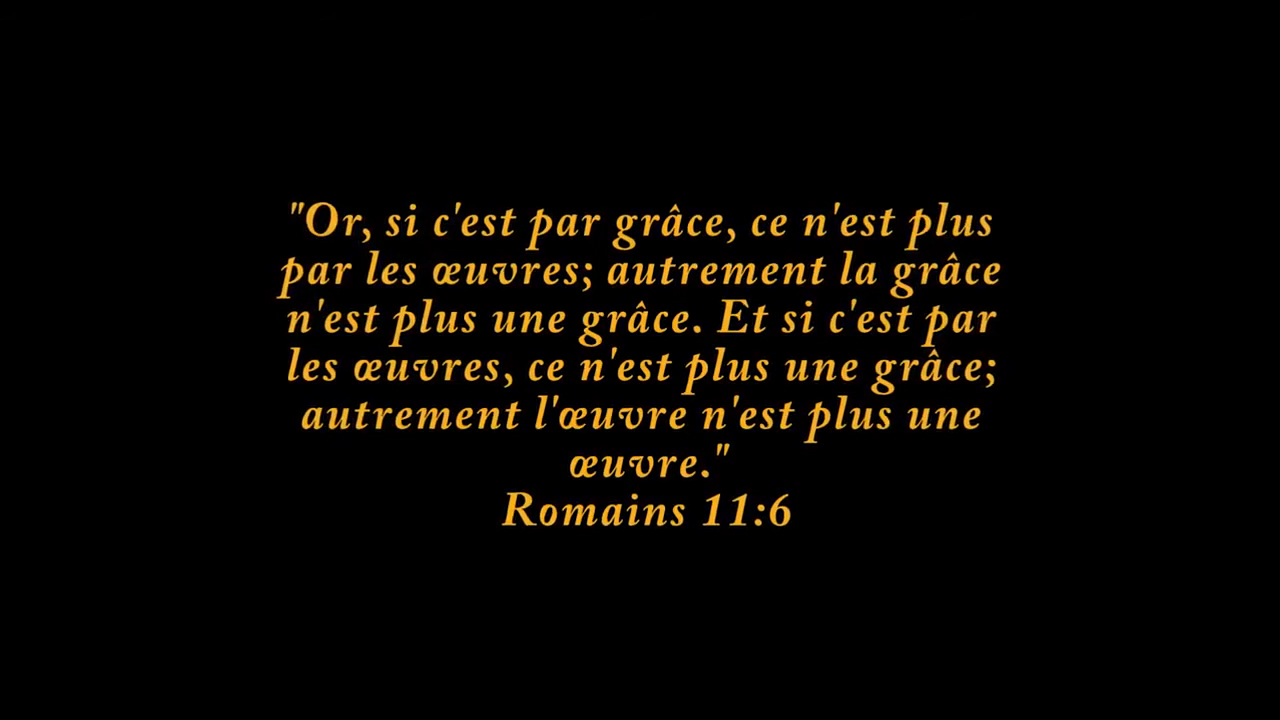 "Or, si c'est par grâce, ce n'est plus
par les œuvres; autrement la grâce
n'est plus une grâce. Et si c'est par
les œuvres, ce n'est plus une grâce;
autrement l'œuvre n'est plus une
œuvre."
Romains 11:6